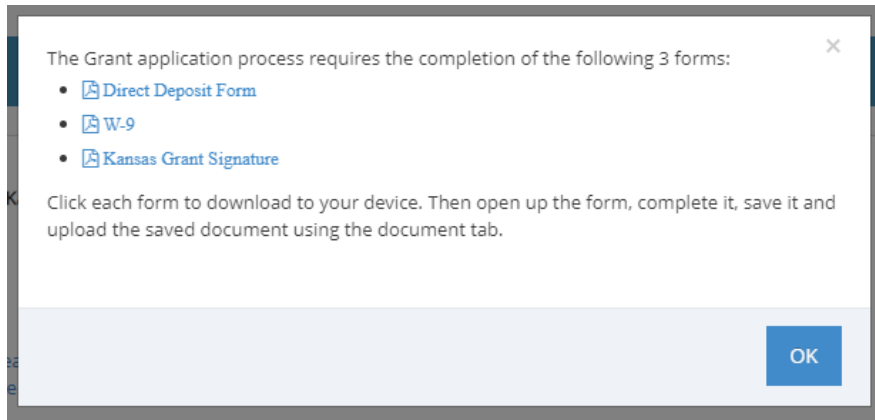 The Grant application process requires the completion of the following 3 forms:
×
• Direct Deposit Form
• W-9
• Kansas Grant Signature
Click each form to download to your device. Then open up the form, complete it, save it and
upload the saved document using the document tab.
OK